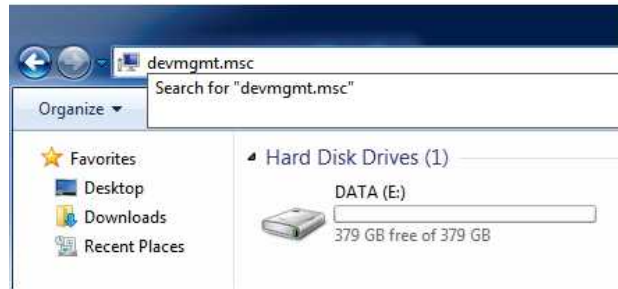 devmgmt.msc
Search for "devmgmt.msc"
Organize
Favorites
Desktop
Downloads
Recent Places
Hard Disk Drives (1)
DATA (E:)
379 GB free of 379 GB